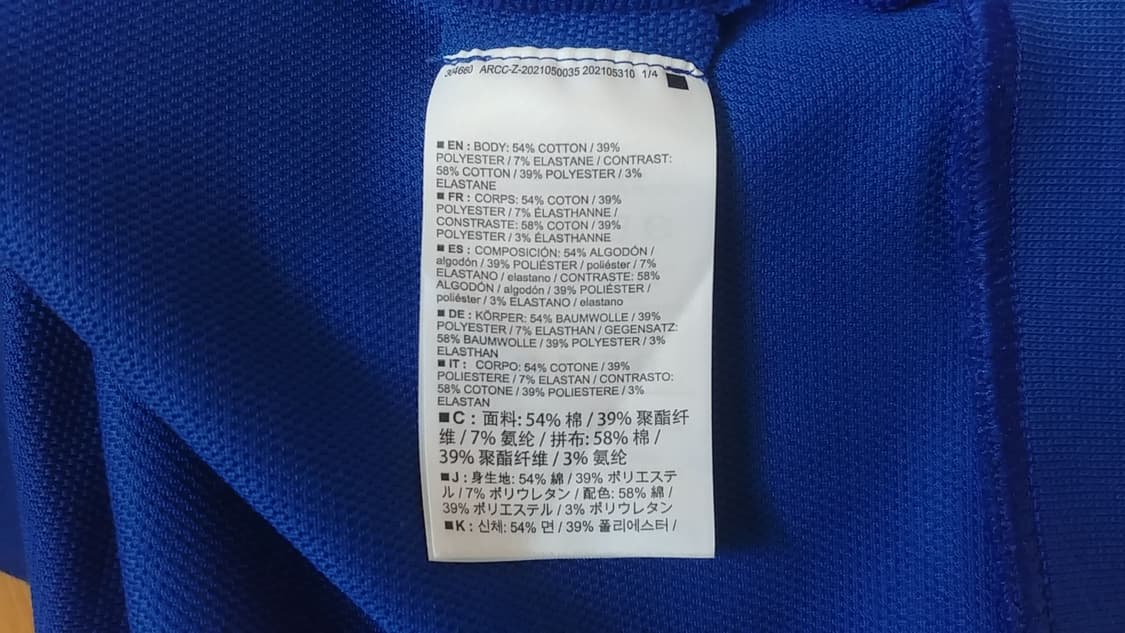 304660 ARCC-Z-2021050035 202105310 1/4
■ EN : BODY: 54% COTTON / 39%
POLYESTER / 7% ELASTANE / CONTRAST:
58% COTTON / 39% POLYESTER / 3%
ELASTANE
■ FR : CORPS: 54% COTON / 39%
POLYESTER / 7% ÉLASTHANNE /
CONSTRASTE: 58% COTON / 39%
POLYESTER / 3% ÉLASTHANNE
■ ES : COMPOSICIÓN: 54% ALGODÓN /
algodón / 39% POLIÉSTER / poliéster / 7%
ELASTANO / elastano / CONTRASTE: 58%
ALGODÓN / algodón / 39% POLIÉSTER /
poliéster / 3% ELASTANO / elastano
■ DE : KÖRPER: 54% BAUMWOLLE / 39%
POLYESTER / 7% ELASTHAN / GEGENSATZ:
58% BAUMWOLLE / 39% POLYESTER / 3%
ELASTHAN
■ IT : CORPO: 54% COTONE / 39%
POLIESTERE / 7% ELASTAN / CONTRASTO:
58% COTONE / 39% POLIESTERE / 3%
ELASTAN
■ C : 面料: 54% 棉 / 39% 聚酯纤
维 / 7% 氨纶 / 拼布: 58% 棉 /
39% 聚酯纤维 / 3% 氨纶
■ J : 身生地: 54% 綿 / 39% ポリエステ
ル / 7% ポリウレタン / 配色: 58% 綿 /
39% ポリエステル / 3% ポリウレタン
■ K : 신체: 54% 면 / 39% 폴리에스터 /